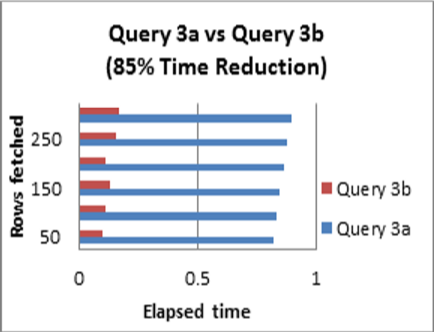 Query 3a vs Query 3b
(85% Time Reduction)
Rows fetched
250
150
50
0
0.5
1
Elapsed time
Query 3b
Query 3a